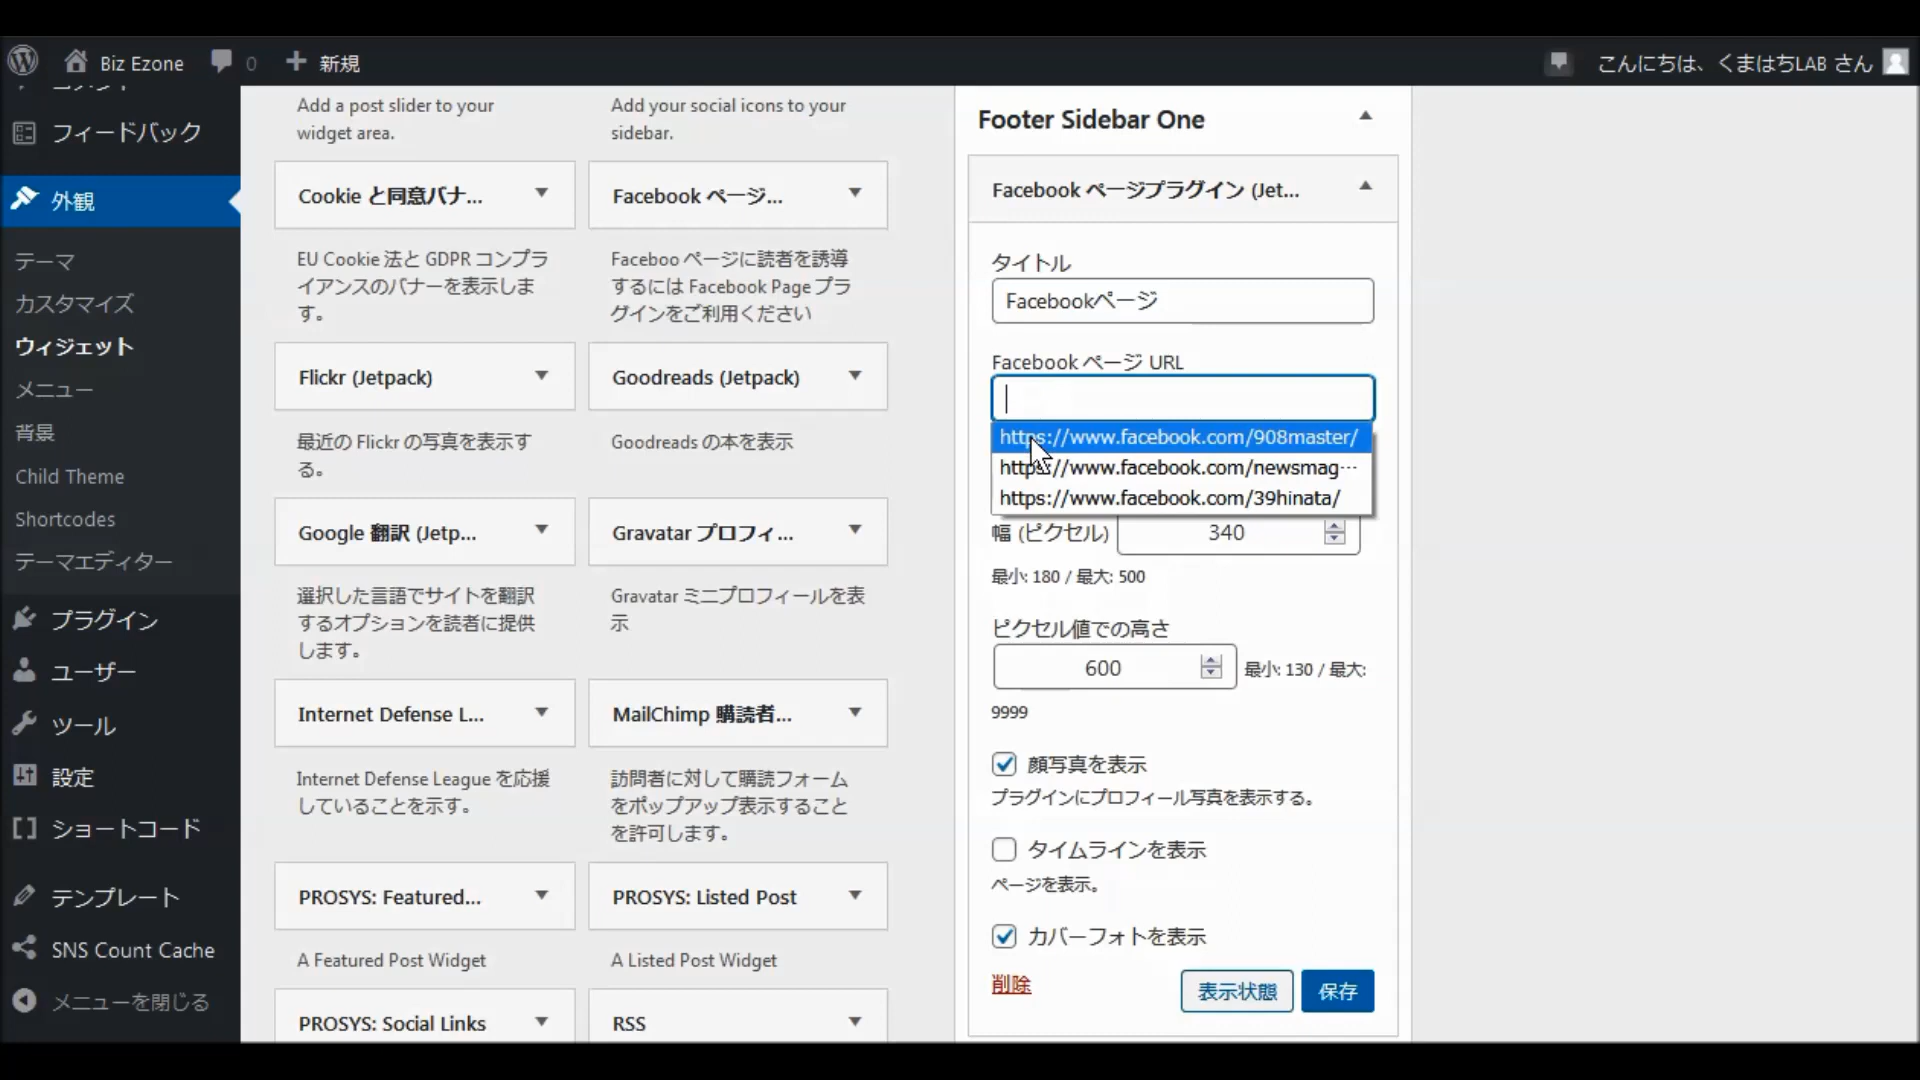 Biz Ezone
0
新規
こんにちは、くまはちLAB さん
フィードバック
外観
テーマ
カスタマイズ
ウィジェット
メニュー
背景
Child Theme
Shortcodes
テーマエディター
プラグイン
ユーザー
ツール
設定
ショートコード
テンプレート
SNS Count Cache
メニューを閉じる
Add a post slider to your
widget area.
Add your social icons to your
sidebar.
Cookie と同意バナ...
Facebook ページ...
EU Cookie 法と GDPR コンプラ
イアンスのバナーを表示しま
す。
Faceboo ページに読者を誘導
するには Facebook Page プラ
グインをご利用ください
Flickr (Jetpack)
Goodreads (Jetpack)
最近の Flickr の写真を表示す
る。
Goodreads の本を表示
Google 翻訳 (Jetp...
Gravatar プロフィ...
選択した言語でサイトを翻訳
するオプションを読者に提供
します。
Gravatar ミニプロフィールを表
示
Internet Defense L...
MailChimp 購読者...
Internet Defense League を応援
していることを示す。
訪問者に対して購読フォーム
をポップアップ表示すること
を許可します。
PROSYS: Featured...
PROSYS: Listed Post
A Featured Post Widget
A Listed Post Widget
PROSYS: Social Links
RSS
Footer Sidebar One
Facebook ページプラグイン (Jet...
タイトル
Facebookページ
Facebook ページ URL
https://www.facebook.com/908master/
https://www.facebook.com/newsmag…
https://www.facebook.com/39hinata/
幅 (ピクセル) 340
最小: 180 / 最大: 500
ピクセル値での高さ
600 最小: 130 / 最大:
9999
顔写真を表示
プラグインにプロフィール写真を表示する。
タイムラインを表示
ページを表示。
カバーフォトを表示
削除
表示状態
保存